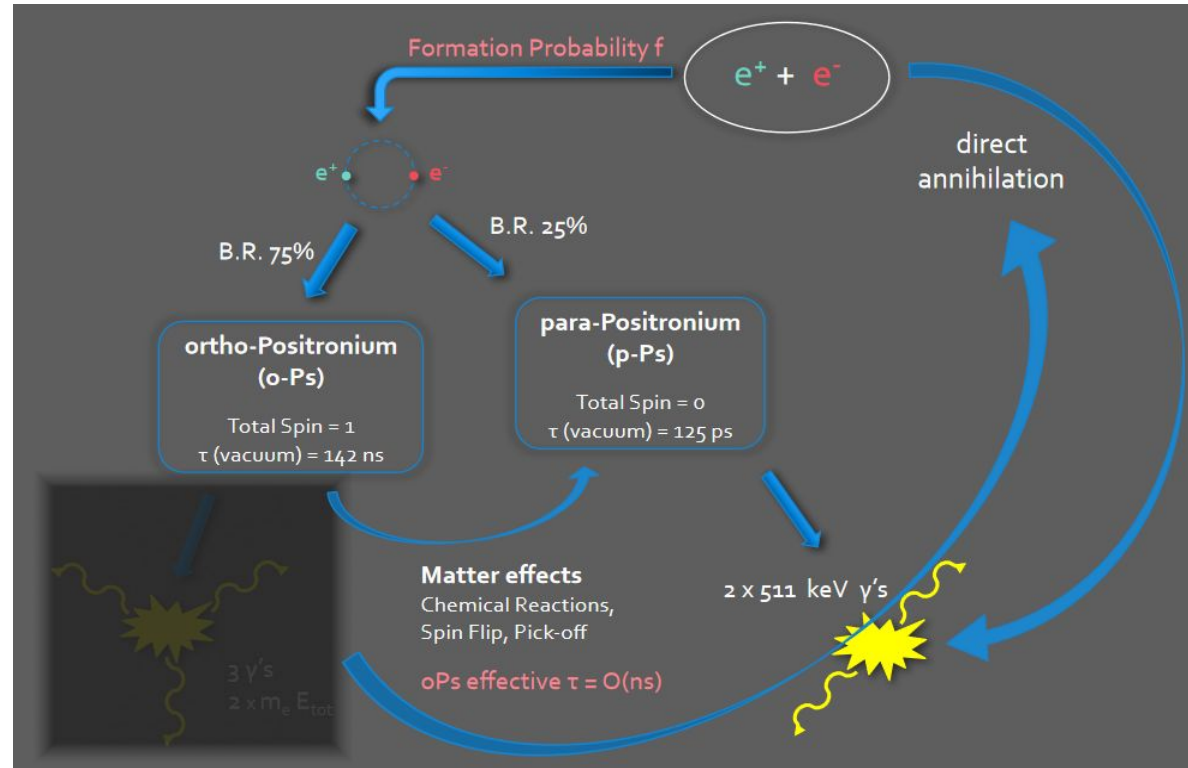 Formation Probability f
e⁺ + e⁻
direct
annihilation
e⁺ e⁻
B.R. 75%
B.R. 25%
ortho-Positronium
(o-Ps)
Total Spin = 1
τ (vacuum) = 142 ns
para-Positronium
(p-Ps)
Total Spin = 0
τ (vacuum) = 125 ps
Matter effects
Chemical Reactions,
Spin Flip, Pick-off
oPs effective τ = O(ns)
2 x 511 keV γ's
3 γ's
2 x mₑ Eₜₒₜ